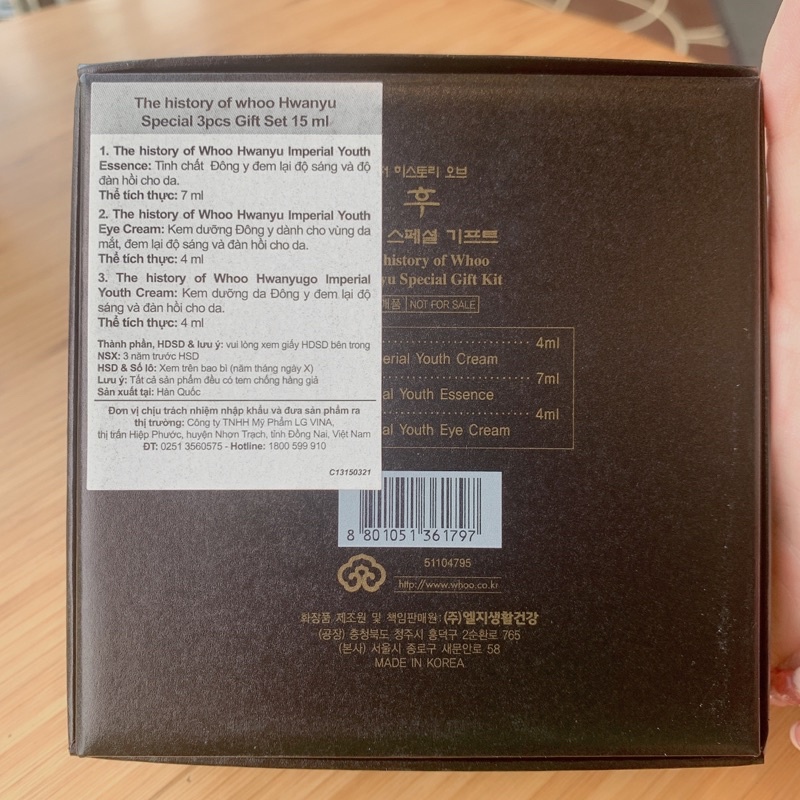 The history of whoo Hwanyu
Special 3pcs Gift Set 15 ml
1. The history of Whoo Hwanyu Imperial Youth
Essence: Tinh chất Đông y đem lại độ sáng và độ
đàn hồi cho da.
Thể tích thực: 7 ml
2. The history of Whoo Hwanyu Imperial Youth
Eye Cream: Kem dưỡng Đông y dành cho vùng da
mắt, đem lại độ sáng và đàn hồi cho da.
Thể tích thực: 4 ml
3. The history of Whoo Hwanyugo Imperial
Youth Cream: Kem dưỡng da Đông y đem lại độ
sáng và đàn hồi cho da.
Thể tích thực: 4 ml
Thành phần, HDSD & lưu ý: vui lòng xem giấy HDSD bên trong
NSX: 3 năm trước HSD
HSD & Số lô: Xem trên bao bì (năm tháng ngày X)
Lưu ý: Tất cả sản phẩm đều có tem chống hàng giả
Sản xuất tại: Hàn Quốc
Đơn vị chịu trách nhiệm nhập khẩu và đưa sản phẩm ra
thị trường: Công ty TNHH Mỹ Phẩm LG VINA,
thị trấn Hiệp Phước, huyện Nhơn Trạch, tỉnh Đồng Nai, Việt Nam
ĐT: 0251 3560575 - Hotline: 1800 599 910
C13150321
히스토리 오브
후
스페셜 기프트
history of Whoo
Special Gift Kit
NOT FOR SALE
4ml
Youth Cream
7ml
Youth Essence
4ml
Youth Eye Cream
8 801051 361797
51104795
http://www.whoo.co.kr
화장품 제조원 및 책임판매원: (주)엘지생활건강
(공장) 충청북도 청주시 흥덕구 2순환로 765
(본사) 서울시 종로구 새문안로 58
MADE IN KOREA